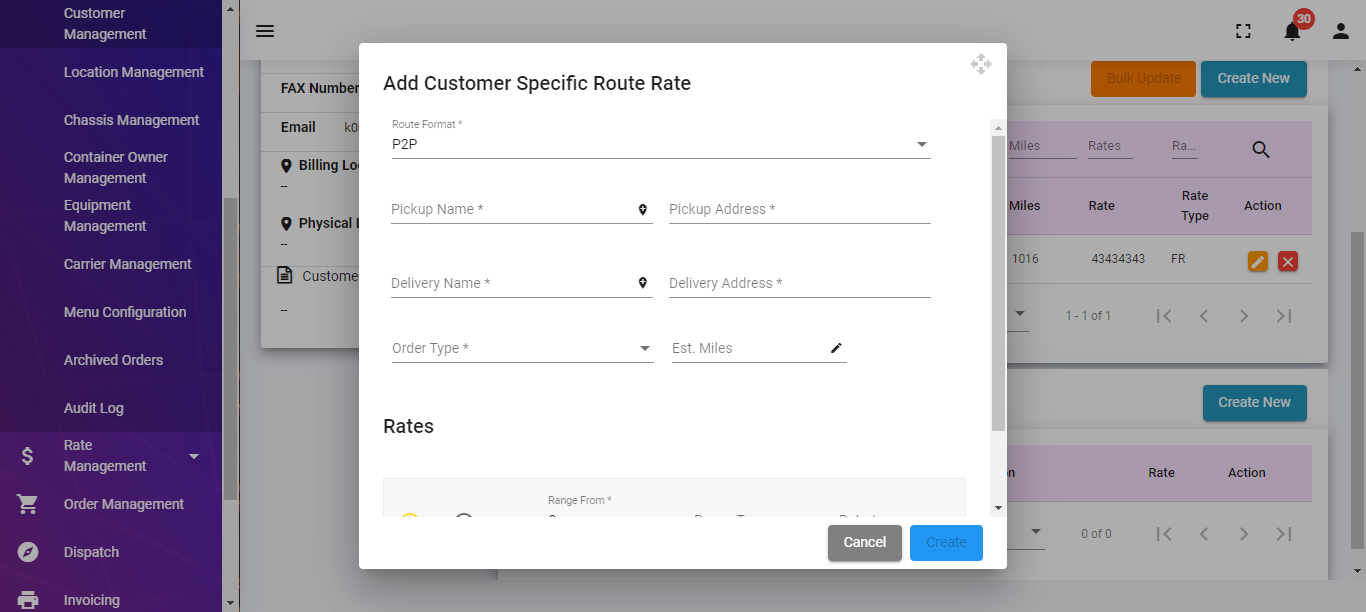 Customer
Management
Location Management
Chassis Management
Container Owner
Management
Equipment
Management
Carrier Management
Menu Configuration
Archived Orders
Audit Log
Rate
Management
Order Management
Dispatch
Invoicing
30
FAX Number
Email
Billing Lo
--
Physical
--
Custome
--
Add Customer Specific Route Rate
Route Format *
P2P
Pickup Name *
Pickup Address *
Delivery Name *
Delivery Address *
Order Type *
Est. Miles
Rates
Range From *
Cancel
Create
Bulk Update
Create New
Miles
Rates
Ra...
Miles
Rate
Rate
Type
Action
1016
43434343
FR
1 - 1 of 1
Create New
Rate
Action
0 of 0